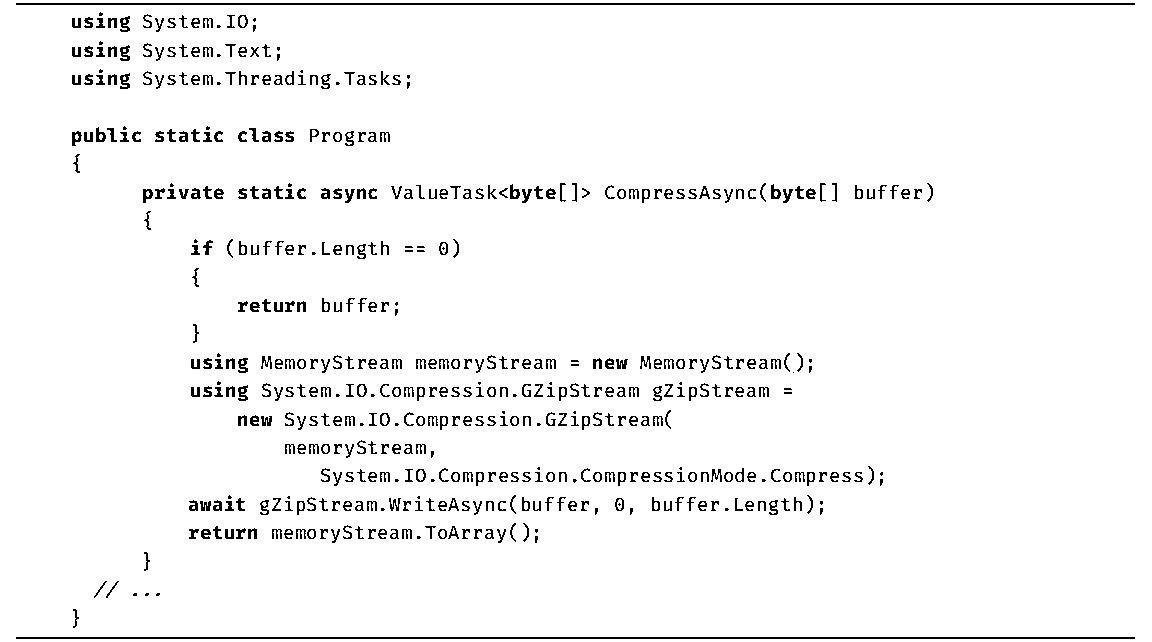 using System.IO;
using System.Text;
using System.Threading.Tasks;

public static class Program
{
      private static async ValueTask<byte[]> CompressAsync(byte[] buffer)
      {
          if (buffer.Length == 0)
          {
              return buffer;
          }
          using MemoryStream memoryStream = new MemoryStream();
          using System.IO.Compression.GZipStream gZipStream =
              new System.IO.Compression.GZipStream(
                  memoryStream,
                     System.IO.Compression.CompressionMode.Compress);
          await gZipStream.WriteAsync(buffer, 0, buffer.Length);
          return memoryStream.ToArray();
      }
  // ...
}